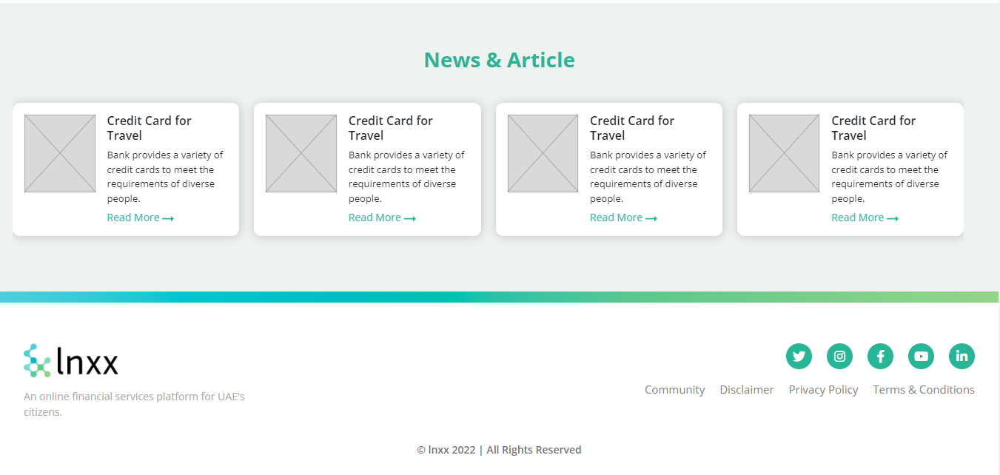 News & Article
Credit Card for
Travel
Bank provides a variety of
credit cards to meet the
requirements of diverse
people.
Read More
Credit Card for
Travel
Bank provides a variety of
credit cards to meet the
requirements of diverse
people.
Read More
Credit Card for
Travel
Bank provides a variety of
credit cards to meet the
requirements of diverse
people.
Read More
Credit Card for
Travel
Bank provides a variety of
credit cards to meet the
requirements of diverse
people.
Read More
lnxx
An online financial services platform for UAE's
citizens.
Community Disclaimer Privacy Policy Terms & Conditions
© lnxx 2022 | All Rights Reserved